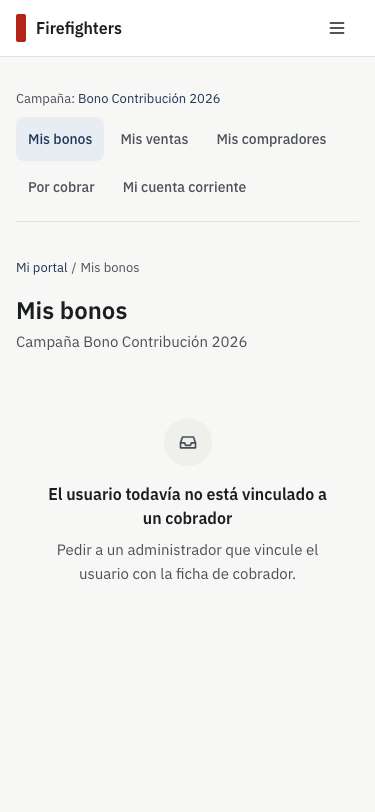 Firefighters
Campaña: Bono Contribución 2026
Mis bonos Mis ventas Mis compradores
Por cobrar Mi cuenta corriente
Mi portal / Mis bonos
Mis bonos
Campaña Bono Contribución 2026
El usuario todavía no está vinculado a
un cobrador
Pedir a un administrador que vincule el
usuario con la ficha de cobrador.